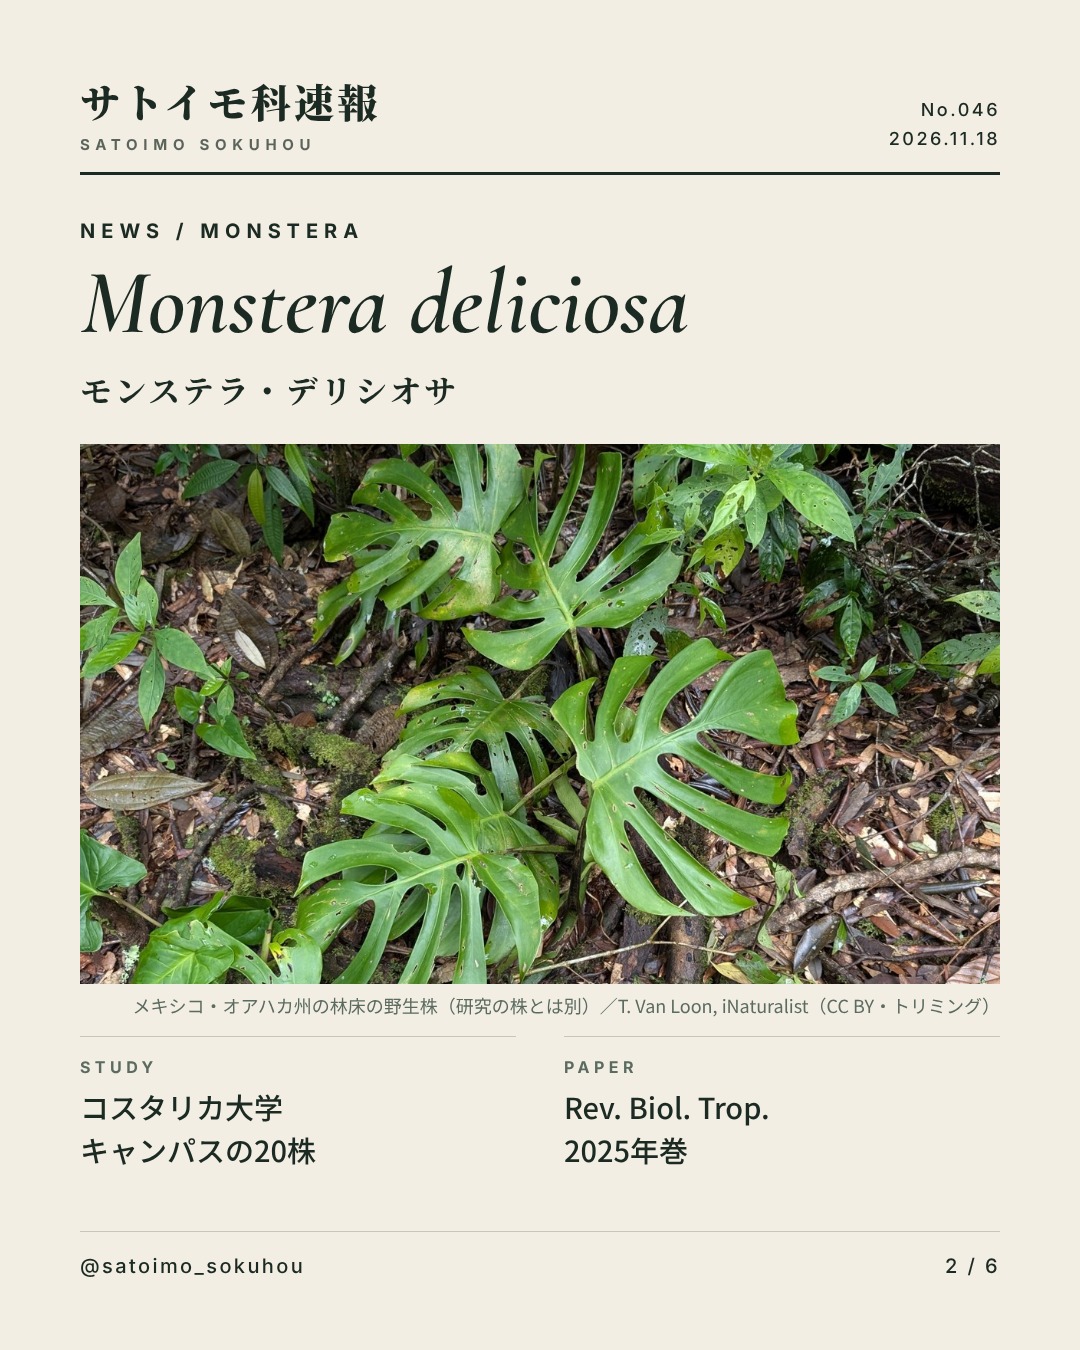 サトイモ科速報
SATOIMO SOKUHOU
No.046
2026.11.18
NEWS / MONSTERA
Monstera deliciosa
モンステラ・デリシオサ
メキシコ・オアハカ州の林床の野生株（研究の株とは別）／T. Van Loon, iNaturalist（CC BY・トリミング）
STUDY
コスタリカ大学
キャンパスの20株
PAPER
Rev. Biol. Trop.
2025年巻
@satoimo_sokuhou
2 / 6